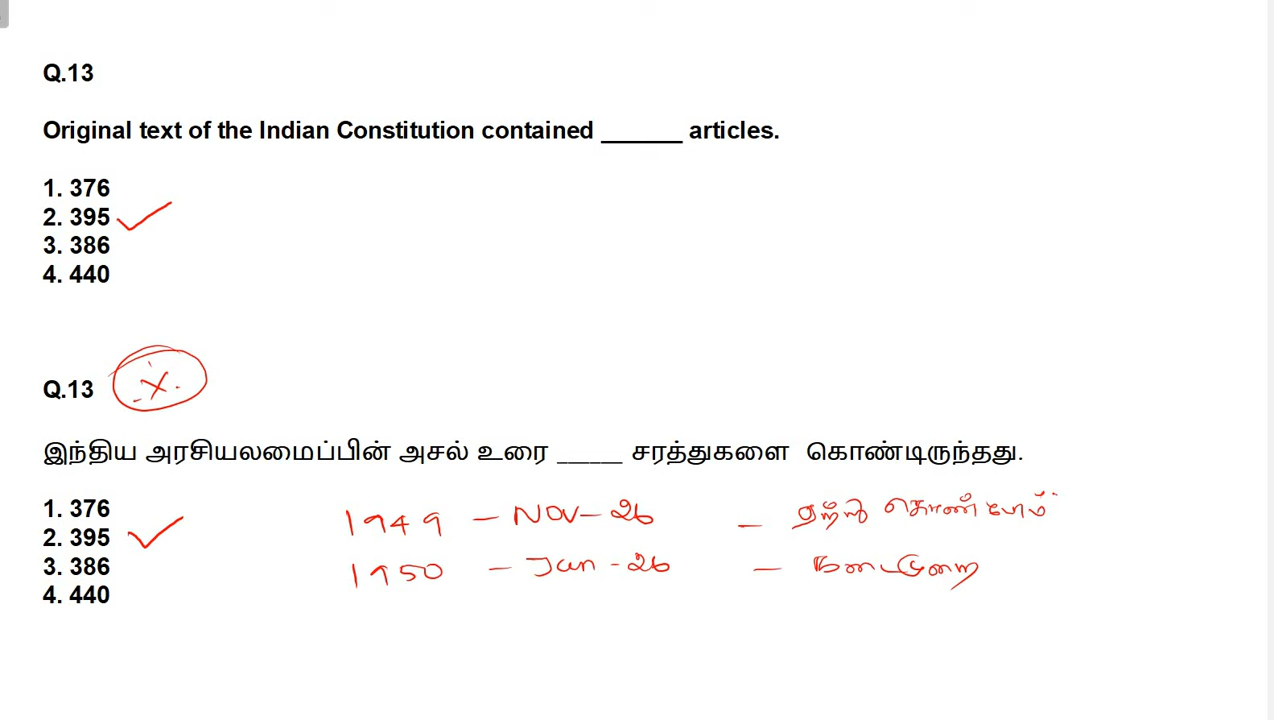 Q.13
Original text of the Indian Constitution contained ______ articles.
1. 376
2. 395
3. 386
4. 440
Q.13
X
இந்திய அரசியலமைப்பின் அசல் உரை _____ சரத்துகளை கொண்டிருந்தது.
1. 376
2. 395
3. 386
4. 440
1949 – Nov – 26 – ஏற்று கொண்டோம்
1950 – Jan - 26 – நடைமுறை